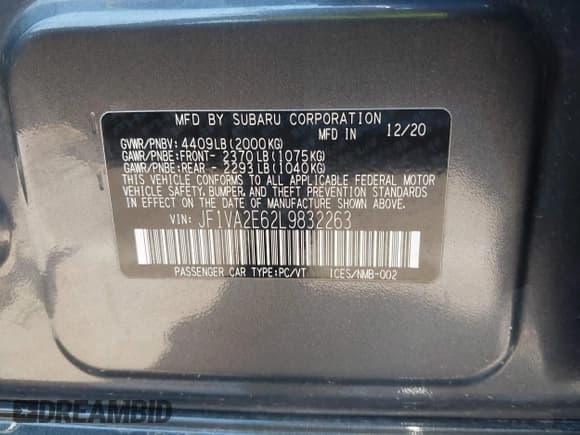 MFD BY SUBARU CORPORATION
MFD IN 12/20
GVWR/PNBV: 4409LB (2000KG)
GAWR/PNBE:FRONT- 2370LB (1075KG)
GAWR/PNBE:REAR - 2293LB (1040KG)
THIS VEHICLE CONFORMS TO ALL APPLICABLE FEDERAL MOTOR
VEHICLE SAFETY, BUMPER, AND THEFT PREVENTION STANDARDS
IN EFFECT ON THE DATE OF MANUFACTURE SHOWN ABOVE.
VIN: JF1VA2E62L9832263
PASSENGER CAR TYPE:PC/VT ICES/NMB-002
DREAMBID